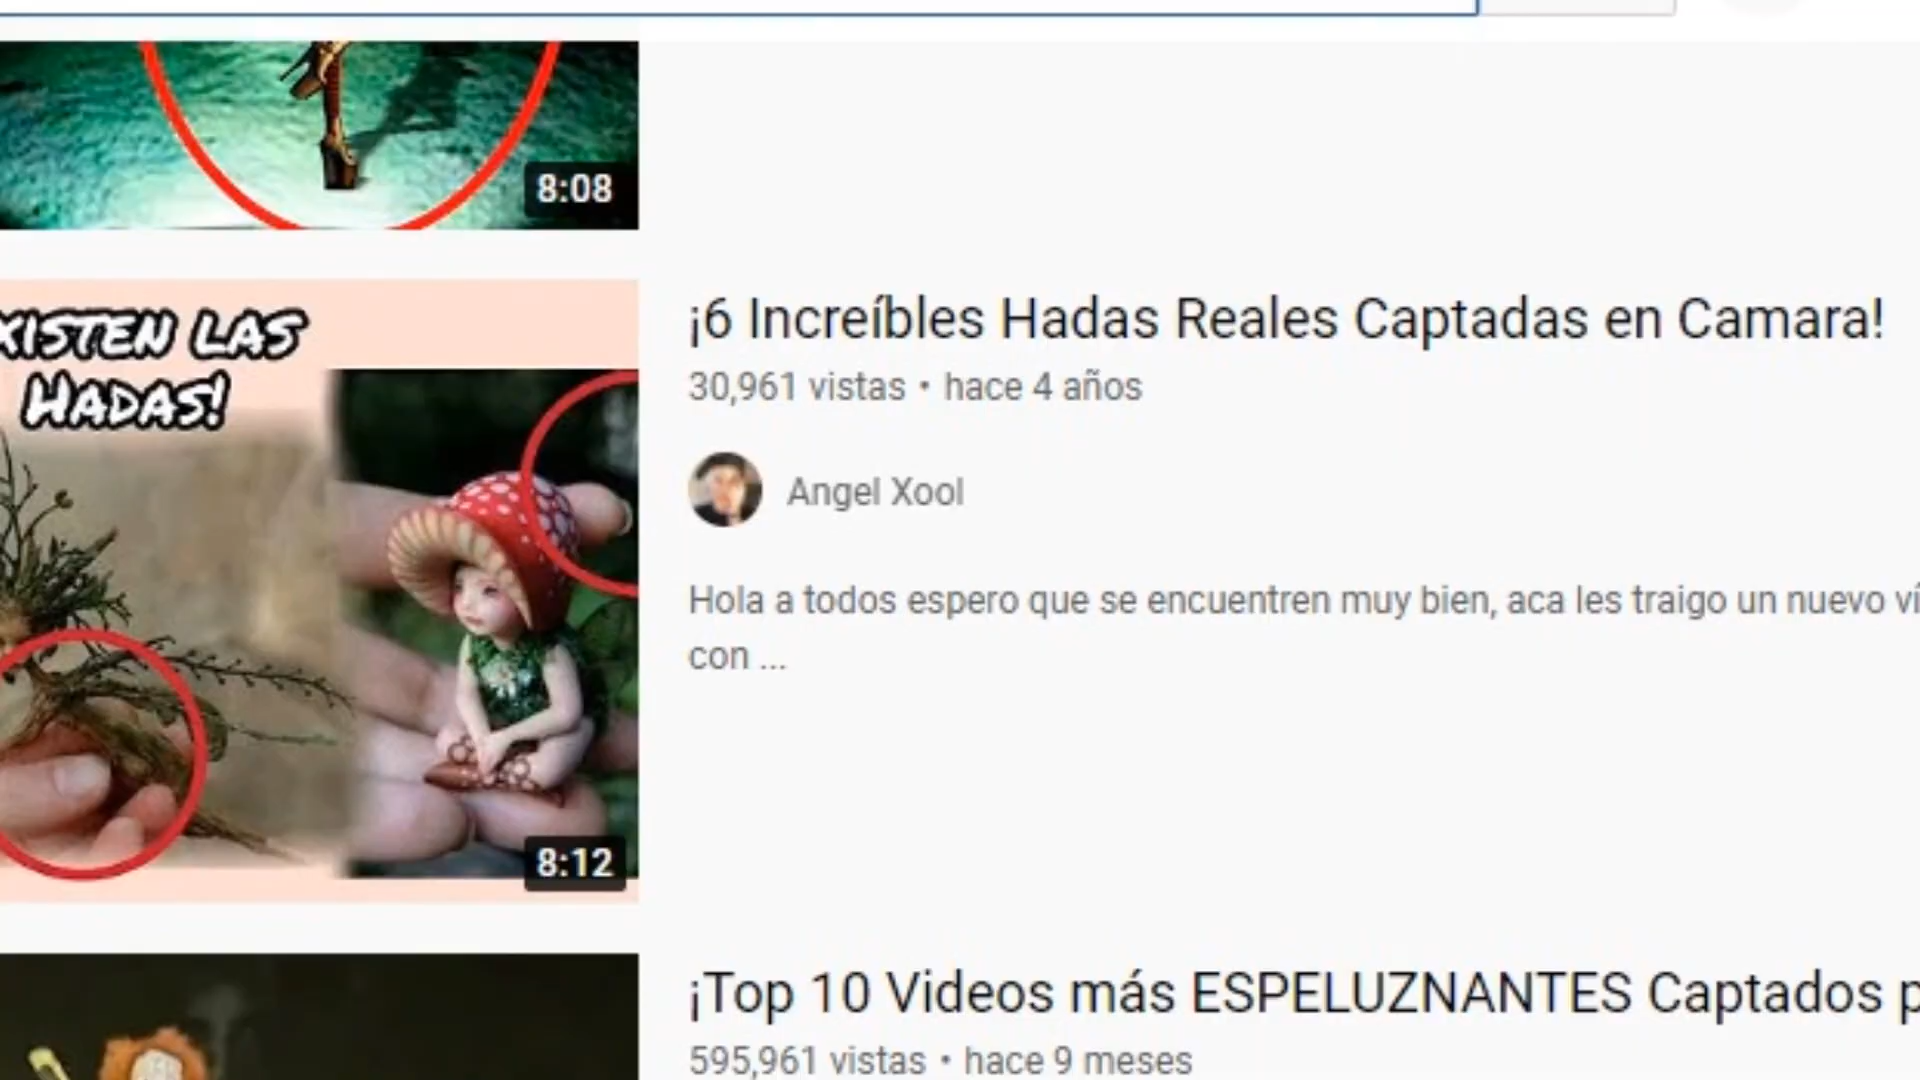 8:08
XISTEN LAS
HADAS!
8:12
¡6 Increíbles Hadas Reales Captadas en Camara!
30,961 vistas • hace 4 años
Angel Xool
Hola a todos espero que se encuentren muy bien, aca les traigo un nuevo ví
con ...
¡Top 10 Videos más ESPELUZNANTES Captados p
595,961 vistas • hace 9 meses